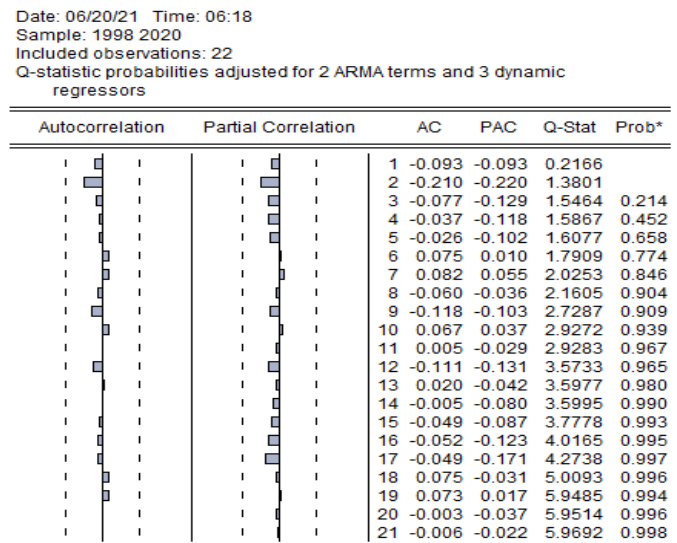 Date: 06/20/21 Time: 06:18
Sample: 1998 2020
Included observations: 22
Q-statistic probabilities adjusted for 2 ARMA terms and 3 dynamic
regressors
Autocorrelation Partial Correlation AC PAC Q-Stat Prob*
1 -0.093 -0.093 0.2166
2 -0.210 -0.220 1.3801
3 -0.077 -0.129 1.5464 0.214
4 -0.037 -0.118 1.5867 0.452
5 -0.026 -0.102 1.6077 0.658
6 0.075 0.010 1.7909 0.774
7 0.082 0.055 2.0253 0.846
8 -0.060 -0.036 2.1605 0.904
9 -0.118 -0.103 2.7287 0.909
10 0.067 0.037 2.9272 0.939
11 0.005 -0.029 2.9283 0.967
12 -0.111 -0.131 3.5733 0.965
13 0.020 -0.042 3.5977 0.980
14 -0.005 -0.080 3.5995 0.990
15 -0.049 -0.087 3.7778 0.993
16 -0.052 -0.123 4.0165 0.995
17 -0.049 -0.171 4.2738 0.997
18 0.075 -0.031 5.0093 0.996
19 0.073 0.017 5.9485 0.994
20 -0.003 -0.037 5.9514 0.996
21 -0.006 -0.022 5.9692 0.998